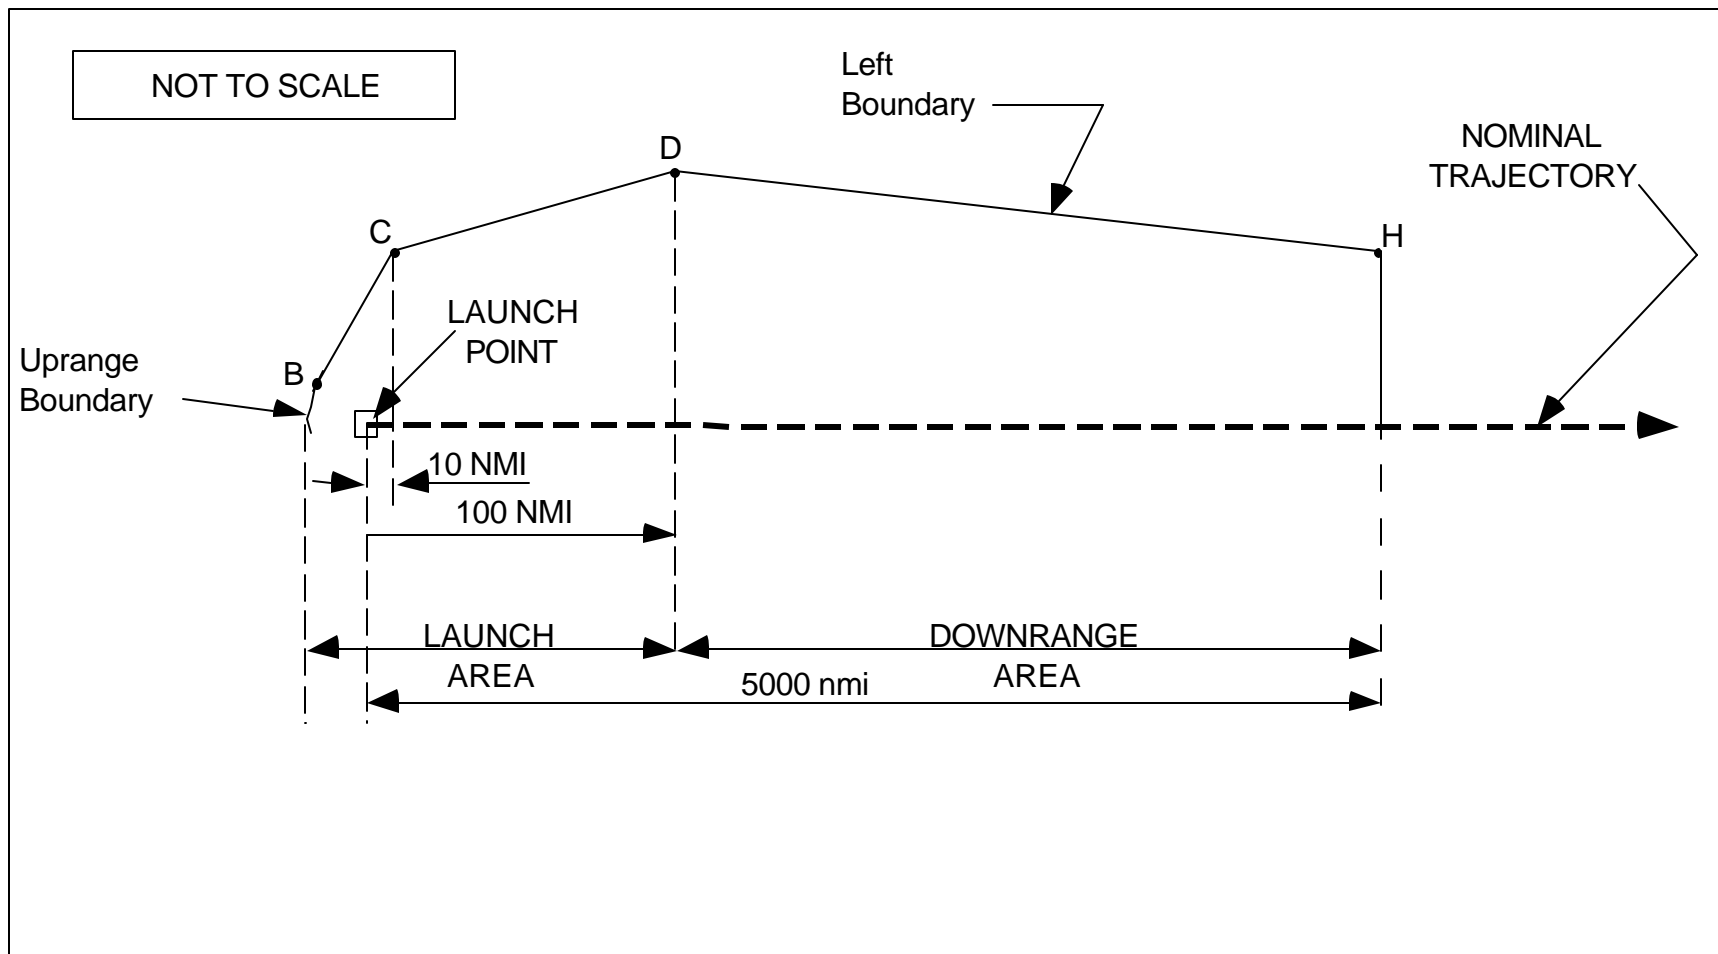 NOT TO SCALE
Left
Boundary
NOMINAL
TRAJECTORY
D
C
H
LAUNCH
POINT
Uprange
Boundary
B
10 NMI
100 NMI
LAUNCH
AREA
DOWNRANGE
AREA
5000 nmi